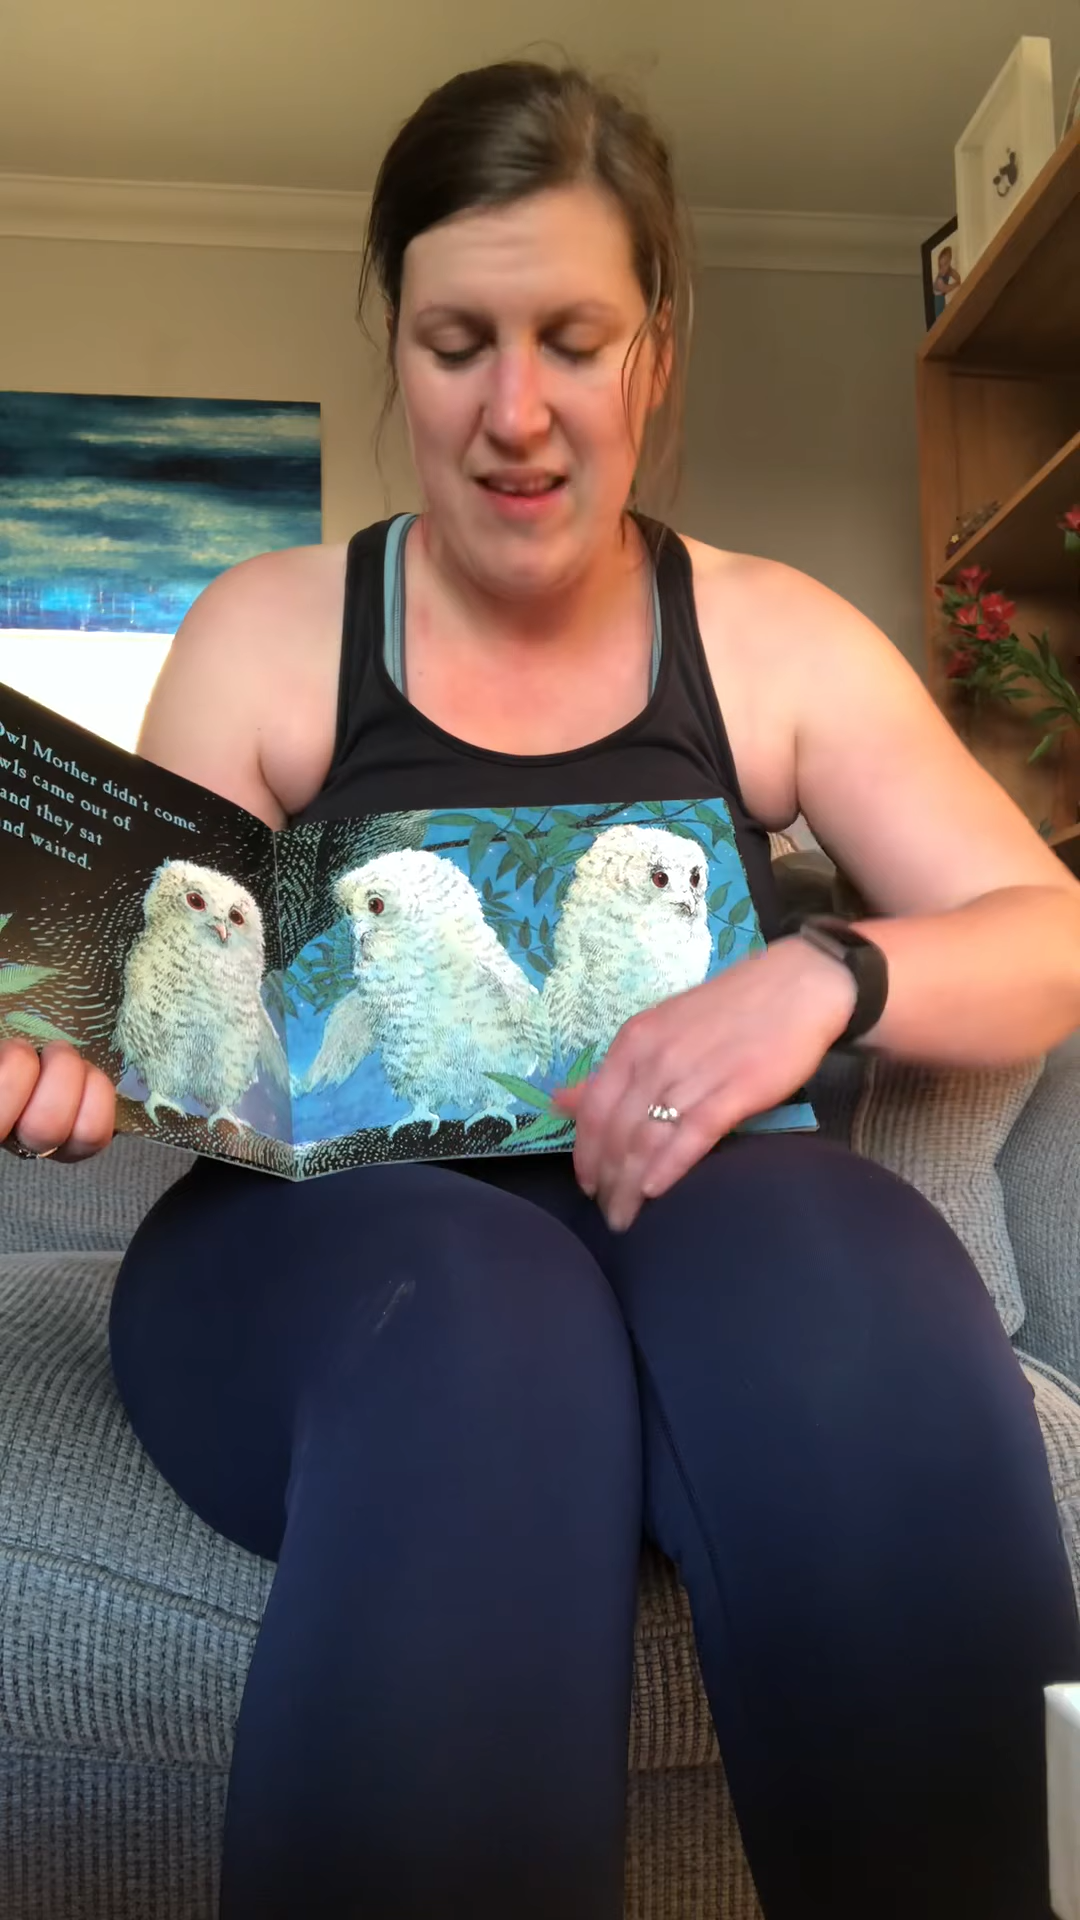 Owl Mother didn't come.
wls came out of
and they sat
nd waited.